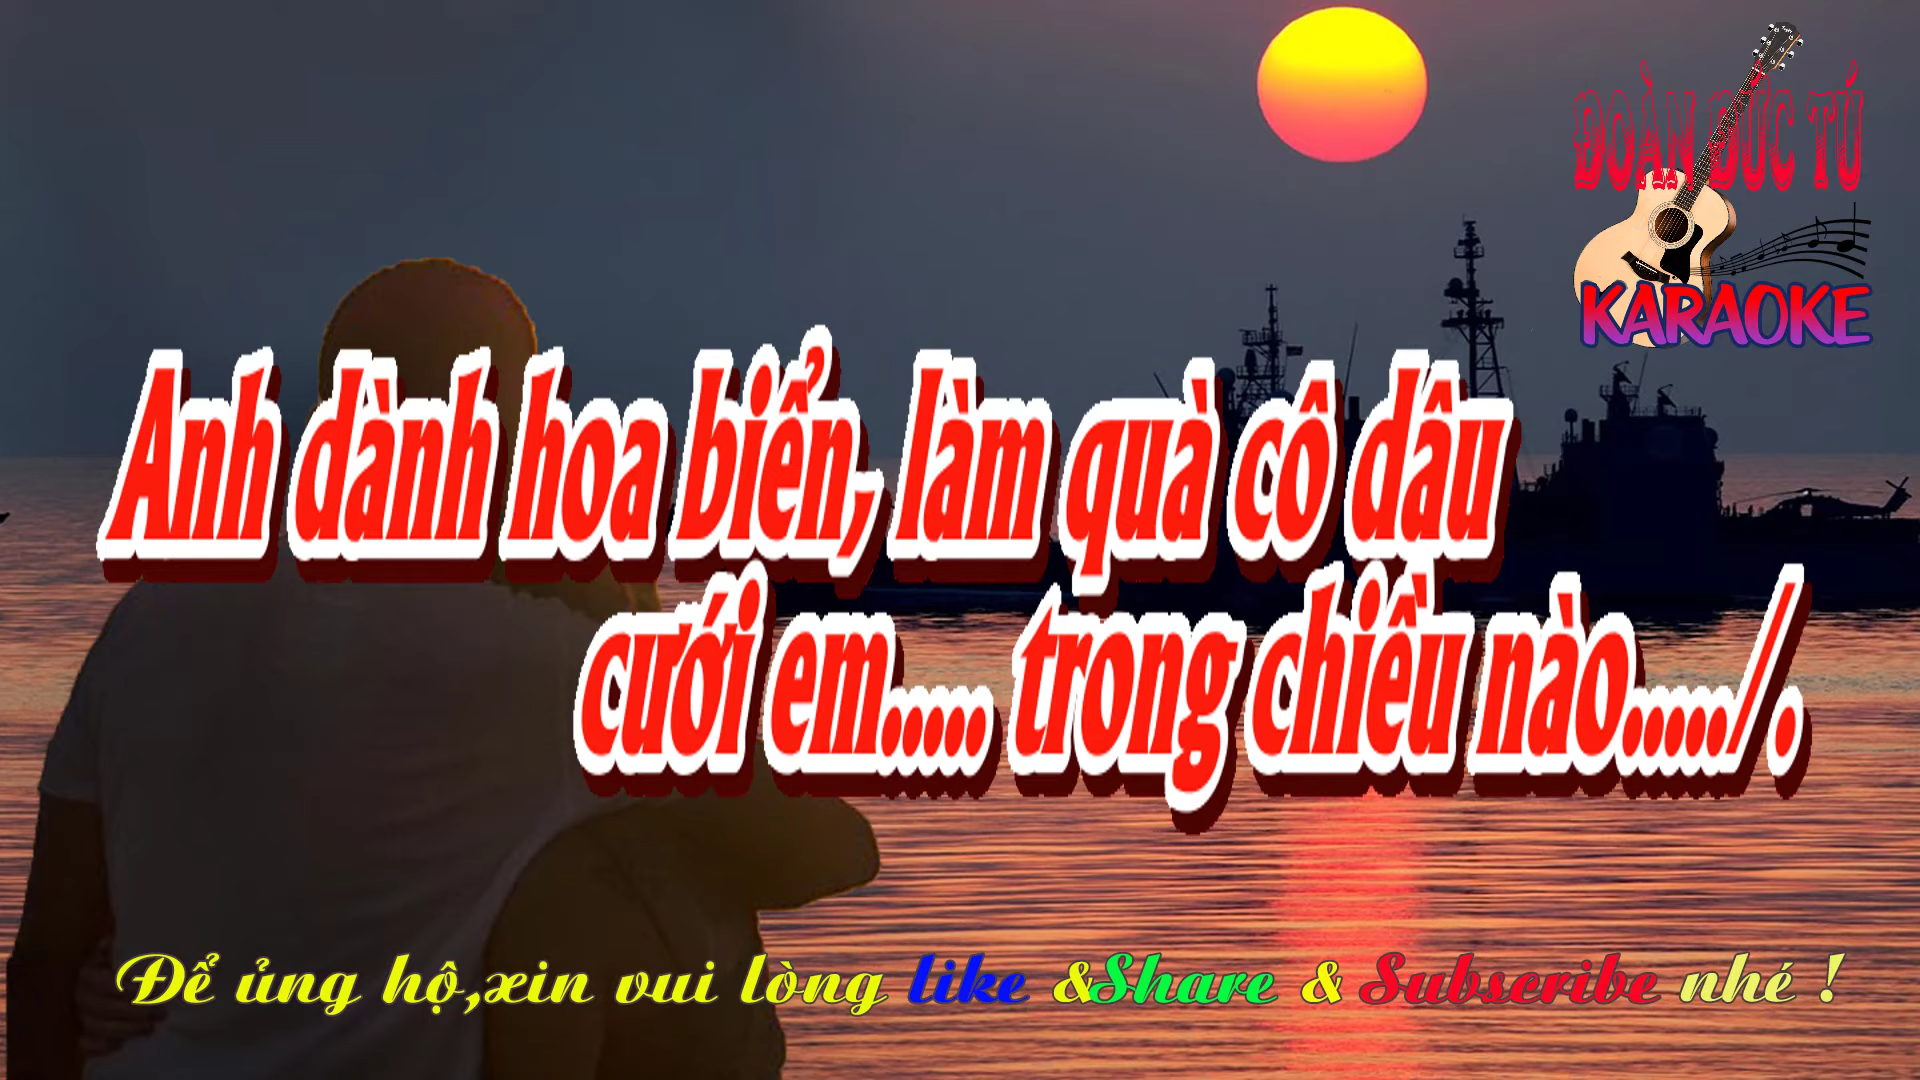 ĐOÀN ĐỨC TÚ
KARAOKE
Anh dành hoa biển, làm quà cô dâu
cưới em..... trong chiều nào...../.
Để ủng hộ,xin vui lòng like &Share & Subscribe nhé !